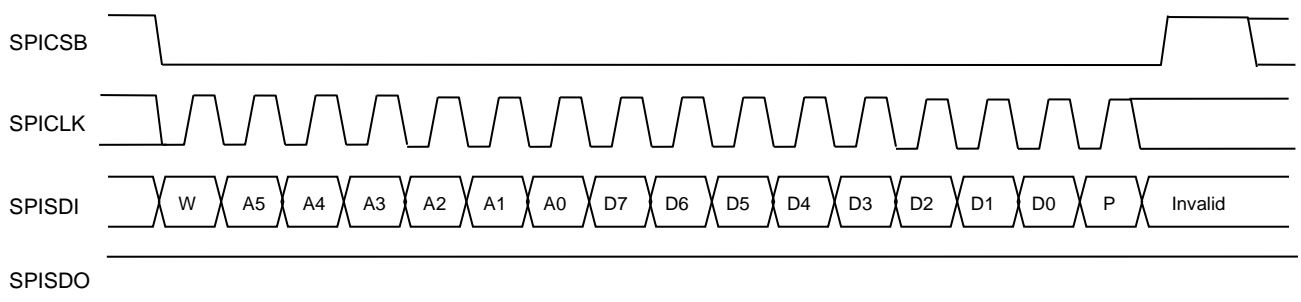 SPICSB
SPICLK
SPISDI W A5 A4 A3 A2 A1 A0 D7 D6 D5 D4 D3 D2 D1 D0 P Invalid
SPISDO